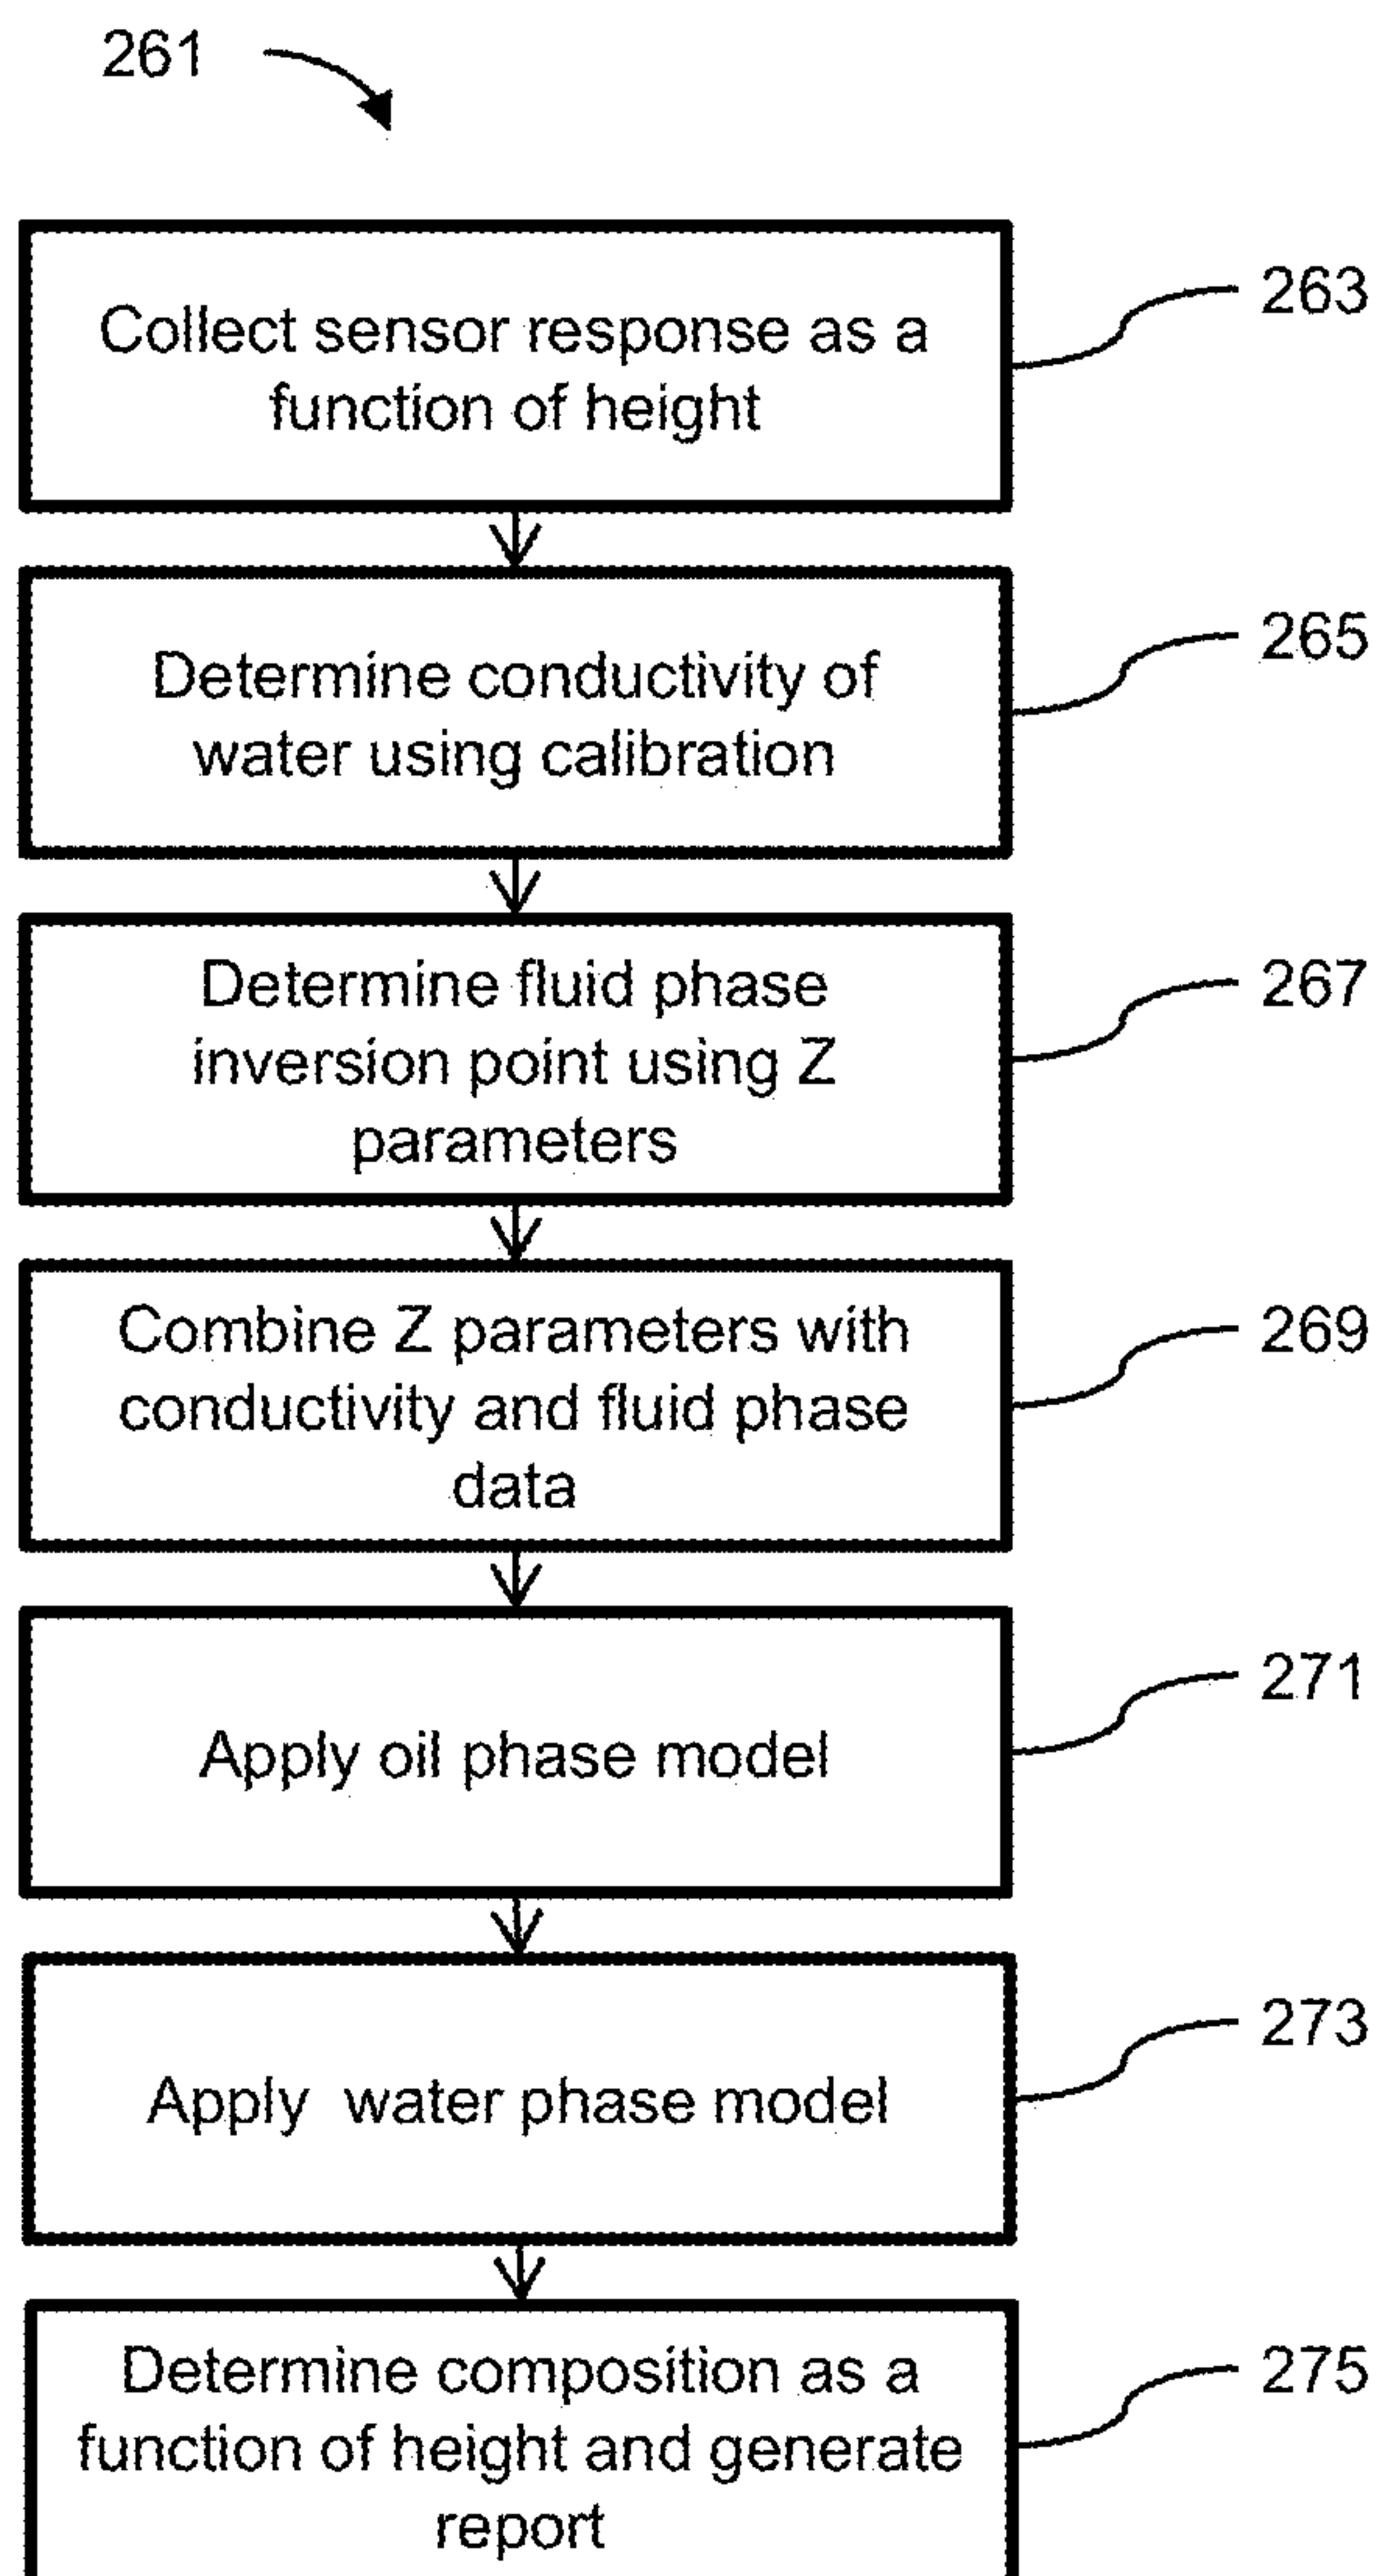 261
Collect sensor response as a
function of height
263
Determine conductivity of
water using calibration
265
Determine fluid phase
inversion point using Z
parameters
267
Combine Z parameters with
conductivity and fluid phase
data
269
Apply oil phase model
271
Apply water phase model
273
Determine composition as a
function of height and generate
report
275